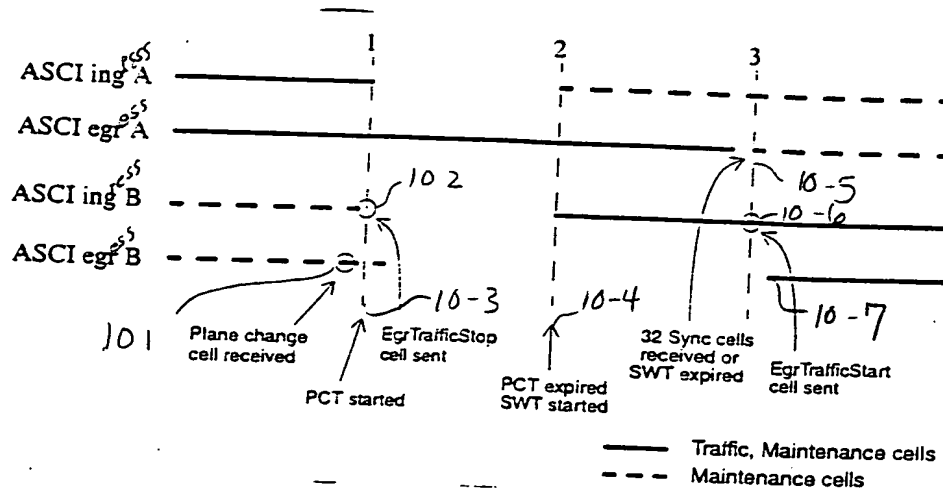 1
2
3
ASCI ingress A
ASCI egress A
ASCI ingress B
ASCI egress B
102
10-5
10-6
101
10-3
10-4
10-7
Plane change
cell received
EgrTrafficStop
cell sent
PCT started
PCT expired
SWT started
32 Sync cells
received or
SWT expired
EgrTrafficStart
cell sent
Traffic, Maintenance cells
Maintenance cells